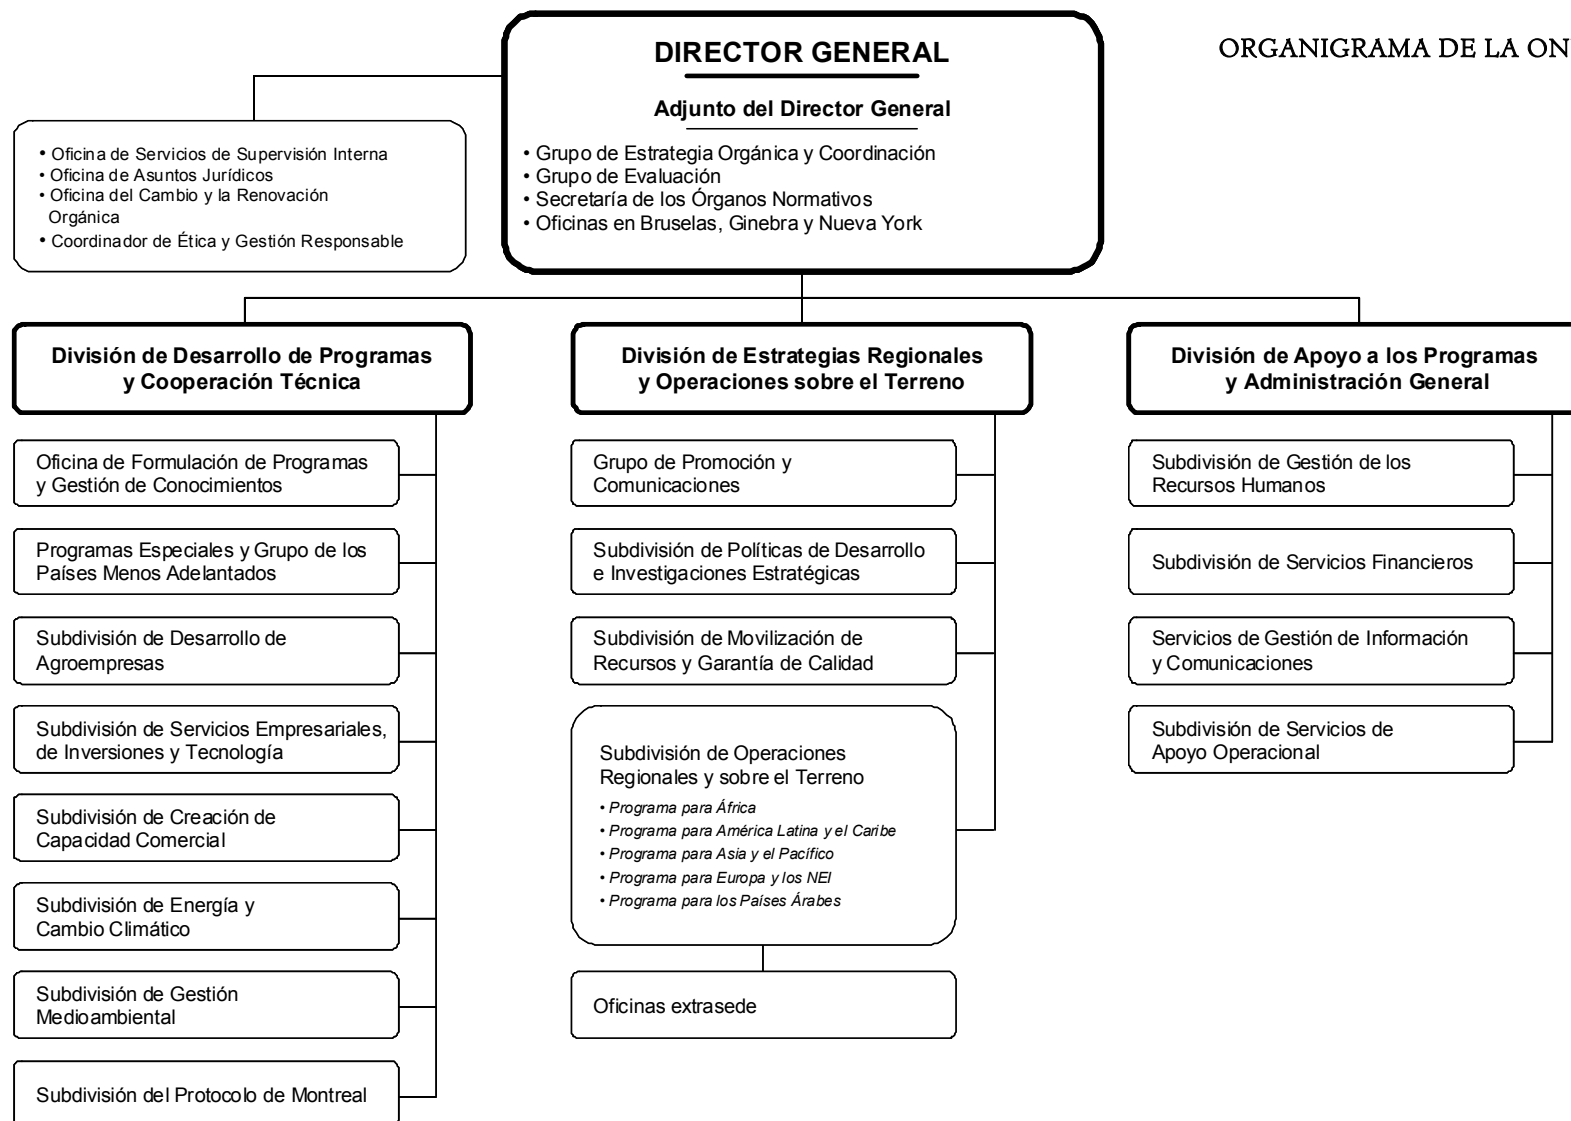 ORGANIGRAMA DE LA ON
DIRECTOR GENERAL
Adjunto del Director General
• Grupo de Estrategia Orgánica y Coordinación
• Grupo de Evaluación
• Secretaría de los Órganos Normativos
• Oficinas en Bruselas, Ginebra y Nueva York
• Oficina de Servicios de Supervisión Interna
• Oficina de Asuntos Jurídicos
• Oficina del Cambio y la Renovación
Orgánica
• Coordinador de Ética y Gestión Responsable
División de Desarrollo de Programas
y Cooperación Técnica
Oficina de Formulación de Programas
y Gestión de Conocimientos
Programas Especiales y Grupo de los
Países Menos Adelantados
Subdivisión de Desarrollo de
Agroempresas
Subdivisión de Servicios Empresariales,
de Inversiones y Tecnología
Subdivisión de Creación de
Capacidad Comercial
Subdivisión de Energía y
Cambio Climático
Subdivisión de Gestión
Medioambiental
Subdivisión del Protocolo de Montreal
División de Estrategias Regionales
y Operaciones sobre el Terreno
Grupo de Promoción y
Comunicaciones
Subdivisión de Políticas de Desarrollo
e Investigaciones Estratégicas
Subdivisión de Movilización de
Recursos y Garantía de Calidad
Subdivisión de Operaciones
Regionales y sobre el Terreno
• Programa para África
• Programa para América Latina y el Caribe
• Programa para Asia y el Pacífico
• Programa para Europa y los NEI
• Programa para los Países Árabes
Oficinas extrasede
División de Apoyo a los Programas
y Administración General
Subdivisión de Gestión de los
Recursos Humanos
Subdivisión de Servicios Financieros
Servicios de Gestión de Información
y Comunicaciones
Subdivisión de Servicios de
Apoyo Operacional